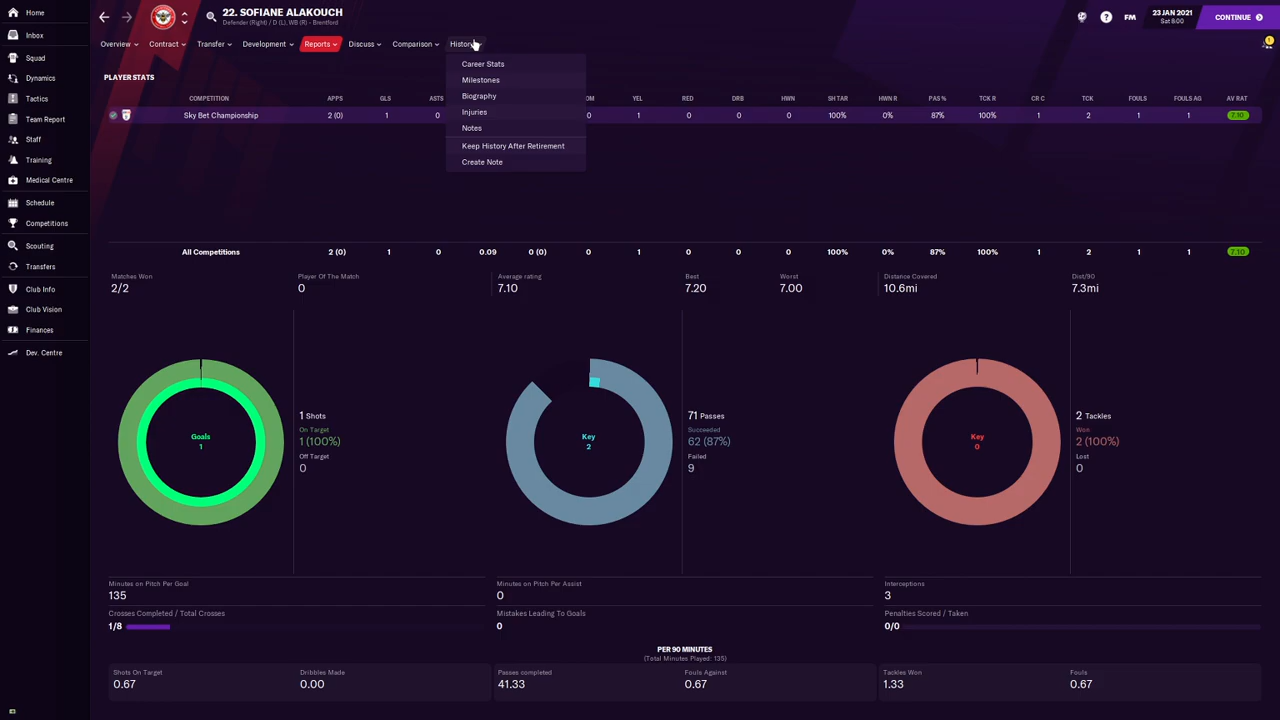 Home
Inbox
Squad
Dynamics
Tactics
Team Report
Staff
Training
Medical Centre
Schedule
Competitions
Scouting
Transfers
Club Info
Club Vision
Finances
Dev. Centre
22. SOFIANE ALAKOUCH
Defender (Right) / D (L), WB (R) - Brentford
? FM 23 JAN 2021 CONTINUE
Sat 8:00
1
Overview Contract Transfer Development Reports Discuss Comparison History
Career Stats
Milestones
Biography
Injuries
Notes
Keep History After Retirement
Create Note
PLAYER STATS
COMPETITION APPS GLS ASTS OM YEL RED DRB HWN SH TAR HWN R PAS % TCK R CR C TCK FOULS FOULS AG AV RAT
Sky Bet Championship 2 (0) 1 0 0 1 0 0 0 100% 0% 87% 100% 1 2 1 1 7.10
All Competitions 2 (0) 1 0 0.09 0 (0) 0 1 0 0 0 100% 0% 87% 100% 1 2 1 1 7.10
Matches Won Player Of The Match Average rating Best Worst Distance Covered Dist/90
2/2 0 7.10 7.20 7.00 10.6mi 7.3mi
Goals
1
1 Shots
On Target
1 (100%)
Off Target
0
Key
2
71 Passes
Succeeded
62 (87%)
Failed
9
Key
0
2 Tackles
Won
2 (100%)
Lost
0
Minutes on Pitch Per Goal Minutes on Pitch Per Assist Interceptions
135 0 3
Crosses Completed / Total Crosses Mistakes Leading To Goals Penalties Scored / Taken
1/8 0 0/0
PER 90 MINUTES
(Total Minutes Played: 135)
Shots On Target Dribbles Made Passes completed Fouls Against Tackles Won Fouls
0.67 0.00 41.33 0.67 1.33 0.67